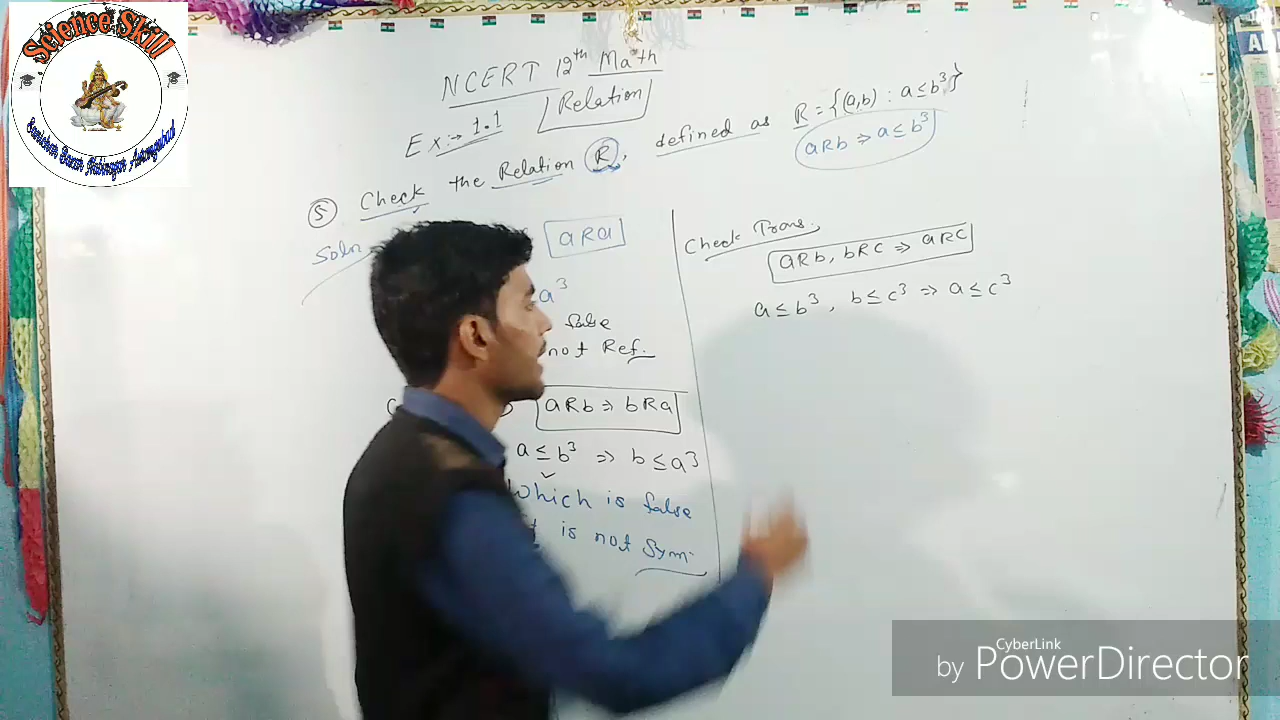 Science Skill
NCERT 12th Math
Relation
Ex:→ 1.1
⑤ Check the Relation R, defined as R = {(a,b) : a ≤ b³}
aRb ⇒ a ≤ b³
Soln
aRa
a³
false
not Ref.
aRb ⇒ bRa
a ≤ b³ ⇒ b ≤ a³
Which is false
is not Sym.
Check Trans,
aRb, bRc ⇒ aRc
a ≤ b³, b ≤ c³ ⇒ a ≤ c³
CyberLink
by PowerDirector